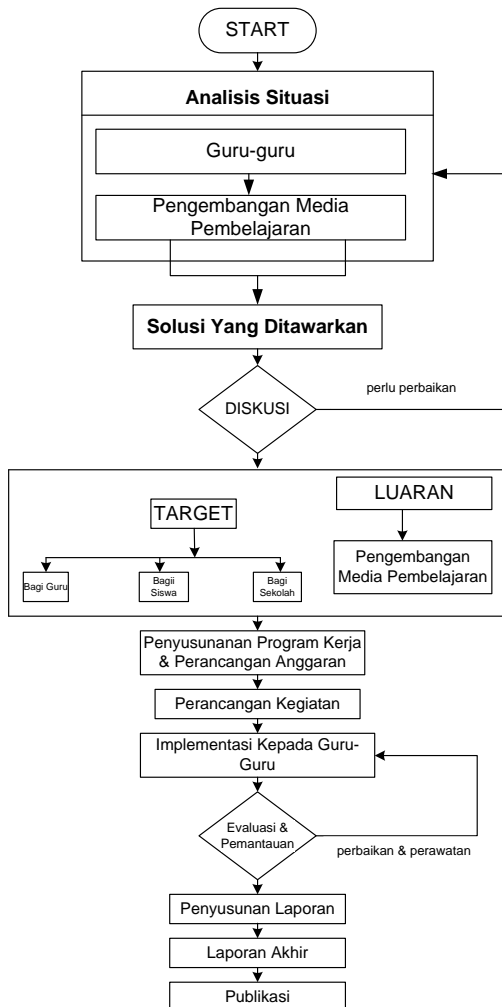 START
Analisis Situasi
Guru-guru
Pengembangan Media
Pembelajaran
Solusi Yang Ditawarkan
DISKUSI
perlu perbaikan
TARGET
Bagi Guru
Bagii
Siswa
Bagi
Sekolah
LUARAN
Pengembangan
Media Pembelajaran
Penyusunanan Program Kerja
& Perancangan Anggaran
Perancangan Kegiatan
Implementasi Kepada Guru-
Guru
Evaluasi &
Pemantauan
perbaikan & perawatan
Penyusunan Laporan
Laporan Akhir
Publikasi